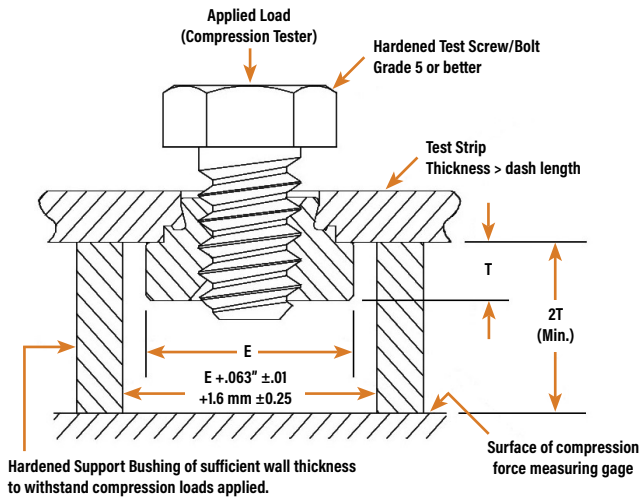 Applied Load
(Compression Tester)
Hardened Test Screw/Bolt
Grade 5 or better
Test Strip
Thickness > dash length
T
2T
(Min.)
E
E +.063” ±.01
+1.6 mm ±0.25
Hardened Support Bushing of sufficient wall thickness
to withstand compression loads applied.
Surface of compression
force measuring gage